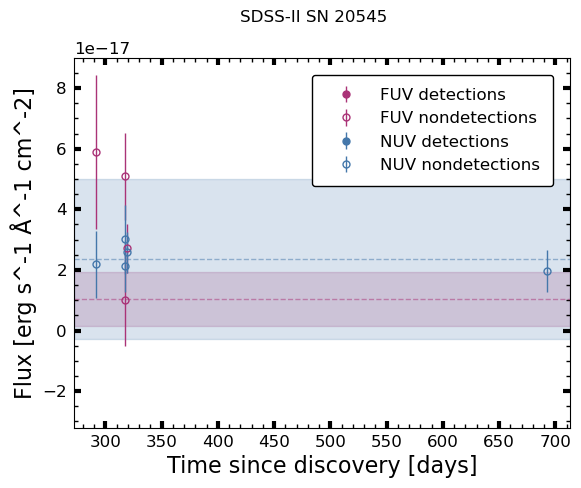 SDSS-II SN 20545
1e−17
FUV detections
FUV nondetections
NUV detections
NUV nondetections
8
6
4
2
0
−2
Flux [erg s^-1 Å^-1 cm^-2]
300 350 400 450 500 550 600 650 700
Time since discovery [days]